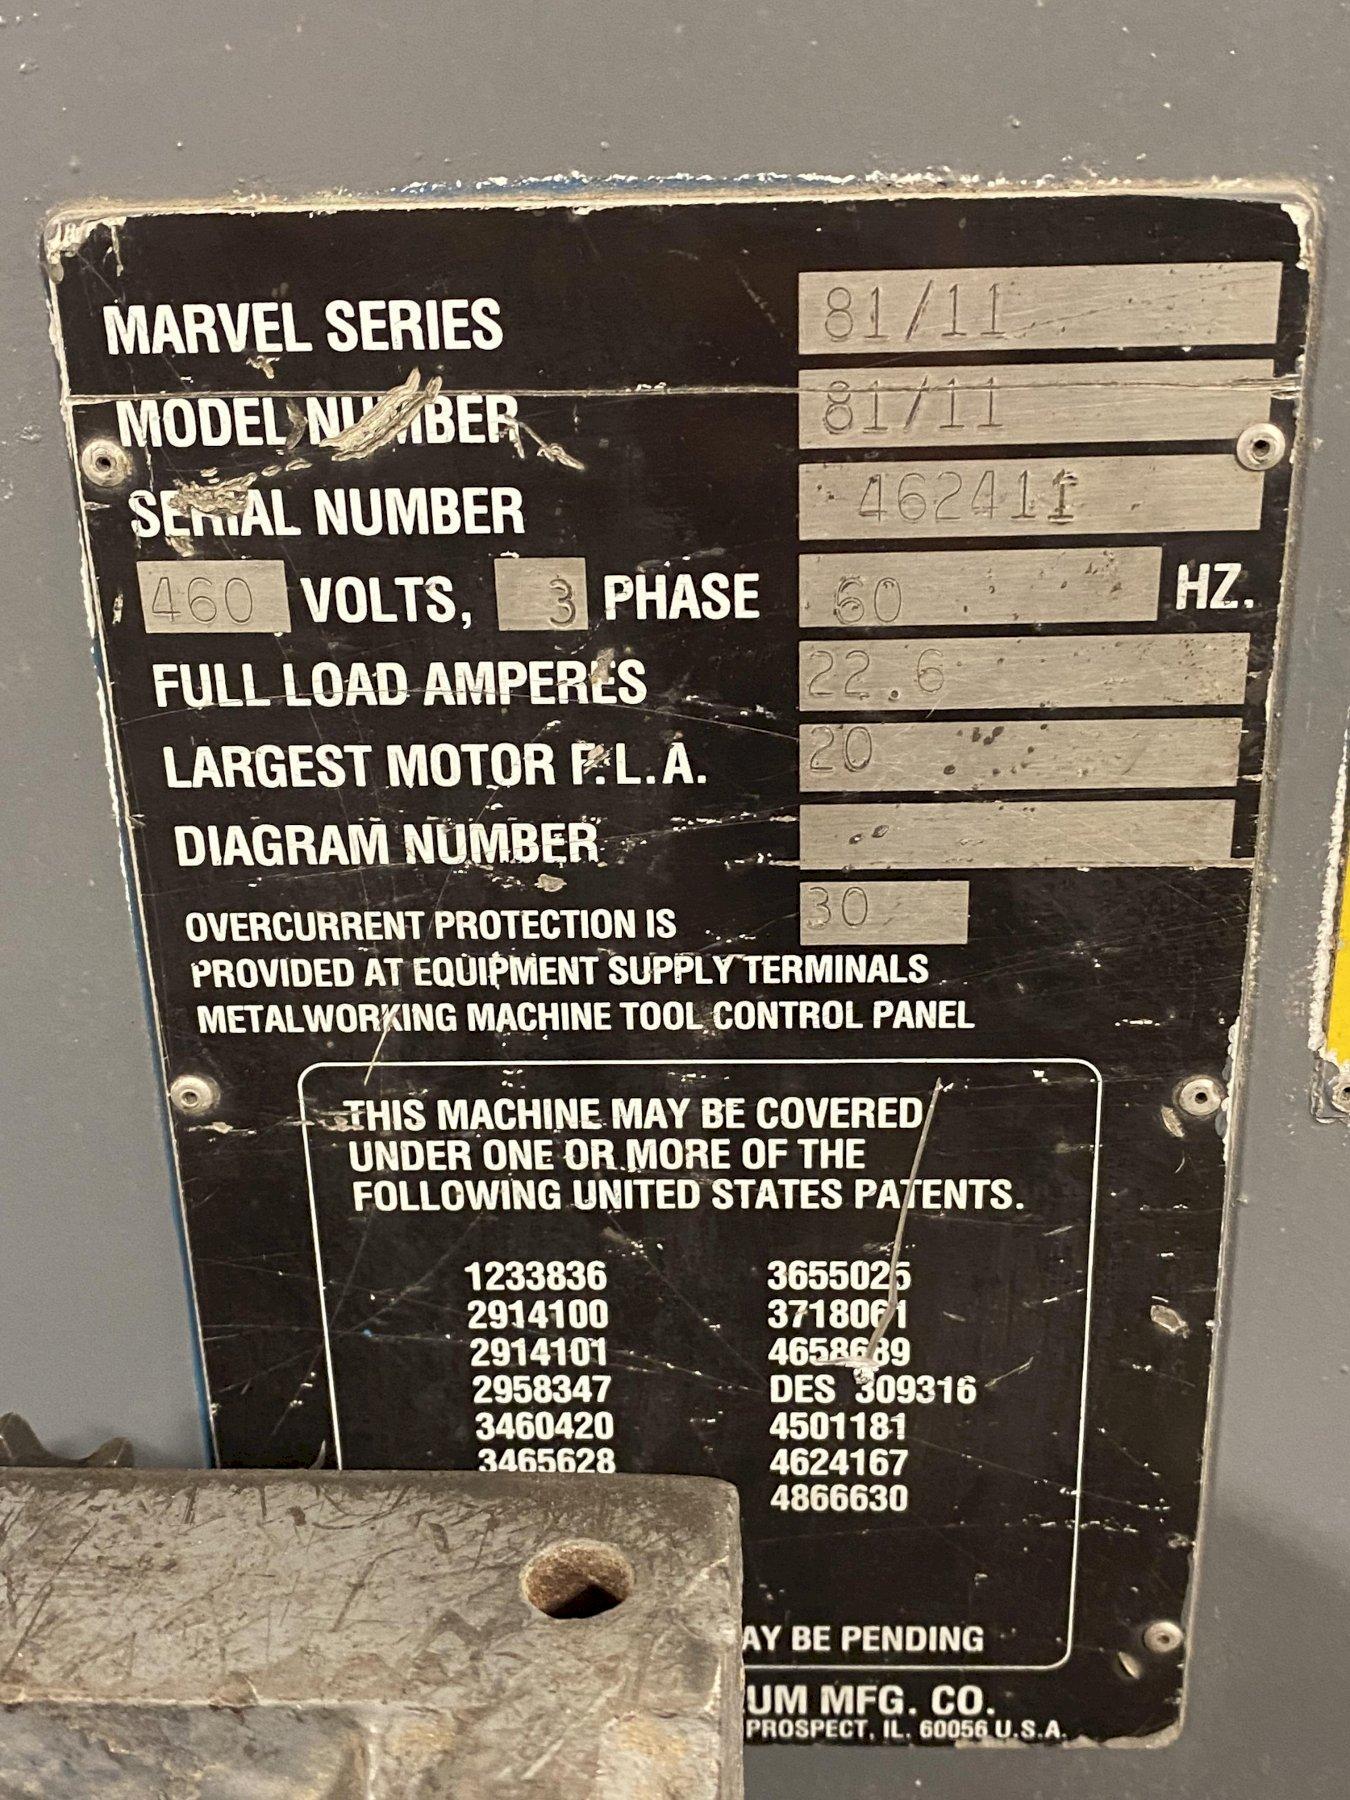 MARVEL SERIES 81/11
MODEL NUMBER 81/11
SERIAL NUMBER 462411
460 VOLTS, 3 PHASE 60 HZ.
FULL LOAD AMPERES 22.6
LARGEST MOTOR F.L.A. 20
DIAGRAM NUMBER
OVERCURRENT PROTECTION IS 30
PROVIDED AT EQUIPMENT SUPPLY TERMINALS
METALWORKING MACHINE TOOL CONTROL PANEL
THIS MACHINE MAY BE COVERED
UNDER ONE OR MORE OF THE
FOLLOWING UNITED STATES PATENTS.
1233836 3655025
2914100 3718061
2914101 4658689
2958347 DES 309316
3460420 4501181
3465628 4624167
4866630
AY BE PENDING
UM MFG. CO.
PROSPECT, IL. 60056 U.S.A.